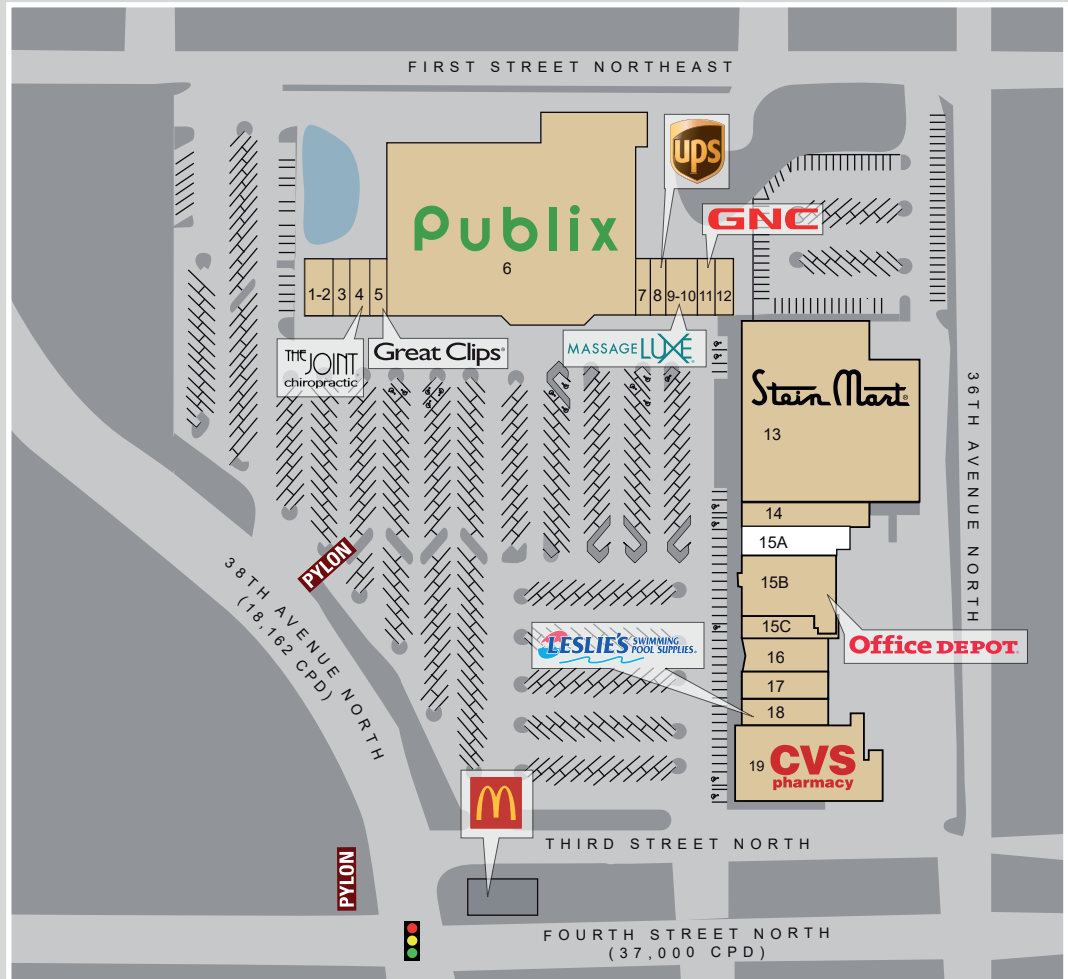 FIRST STREET NORTHEAST
ups
GNC
Publix
6
1-2
3
4
5
7
8
9-10
11
12
THE JOINT
chiropractic
Great Clips®
MASSAGE LUXE
Stein Mart®
13
36TH AVENUE NORTH
14
15A
15B
15C
16
17
18
19
PYLON
38TH AVENUE NORTH
(18,162 CPD)
LESLIE'S SWIMMING
POOL SUPPLIES.
Office DEPOT
CVS
pharmacy
THIRD STREET NORTH
PYLON
FOURTH STREET NORTH
(37,000 CPD)